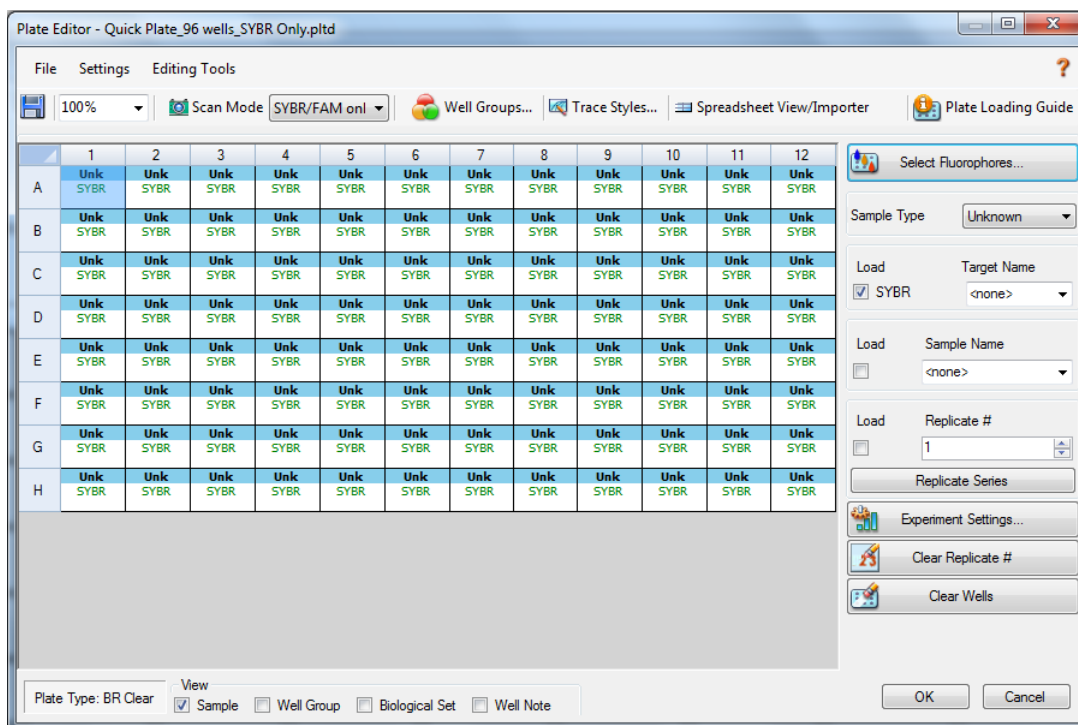 Plate Editor - Quick Plate_96 wells_SYBR Only.pltd
File Settings Editing Tools ?
100% Scan Mode SYBR/FAM onl Well Groups... Trace Styles... Spreadsheet View/Importer Plate Loading Guide
1 2 3 4 5 6 7 8 9 10 11 12
A Unk Unk Unk Unk Unk Unk Unk Unk Unk Unk Unk Unk
SYBR SYBR SYBR SYBR SYBR SYBR SYBR SYBR SYBR SYBR SYBR SYBR
B Unk Unk Unk Unk Unk Unk Unk Unk Unk Unk Unk Unk
SYBR SYBR SYBR SYBR SYBR SYBR SYBR SYBR SYBR SYBR SYBR SYBR
C Unk Unk Unk Unk Unk Unk Unk Unk Unk Unk Unk Unk
SYBR SYBR SYBR SYBR SYBR SYBR SYBR SYBR SYBR SYBR SYBR SYBR
D Unk Unk Unk Unk Unk Unk Unk Unk Unk Unk Unk Unk
SYBR SYBR SYBR SYBR SYBR SYBR SYBR SYBR SYBR SYBR SYBR SYBR
E Unk Unk Unk Unk Unk Unk Unk Unk Unk Unk Unk Unk
SYBR SYBR SYBR SYBR SYBR SYBR SYBR SYBR SYBR SYBR SYBR SYBR
F Unk Unk Unk Unk Unk Unk Unk Unk Unk Unk Unk Unk
SYBR SYBR SYBR SYBR SYBR SYBR SYBR SYBR SYBR SYBR SYBR SYBR
G Unk Unk Unk Unk Unk Unk Unk Unk Unk Unk Unk Unk
SYBR SYBR SYBR SYBR SYBR SYBR SYBR SYBR SYBR SYBR SYBR SYBR
H Unk Unk Unk Unk Unk Unk Unk Unk Unk Unk Unk Unk
SYBR SYBR SYBR SYBR SYBR SYBR SYBR SYBR SYBR SYBR SYBR SYBR
Select Fluorophores...
Sample Type Unknown
Load Target Name
SYBR <none>
Load Sample Name
<none>
Load Replicate #
1
Replicate Series
Experiment Settings...
Clear Replicate #
Clear Wells
Plate Type: BR Clear
View
Sample Well Group Biological Set Well Note
OK Cancel